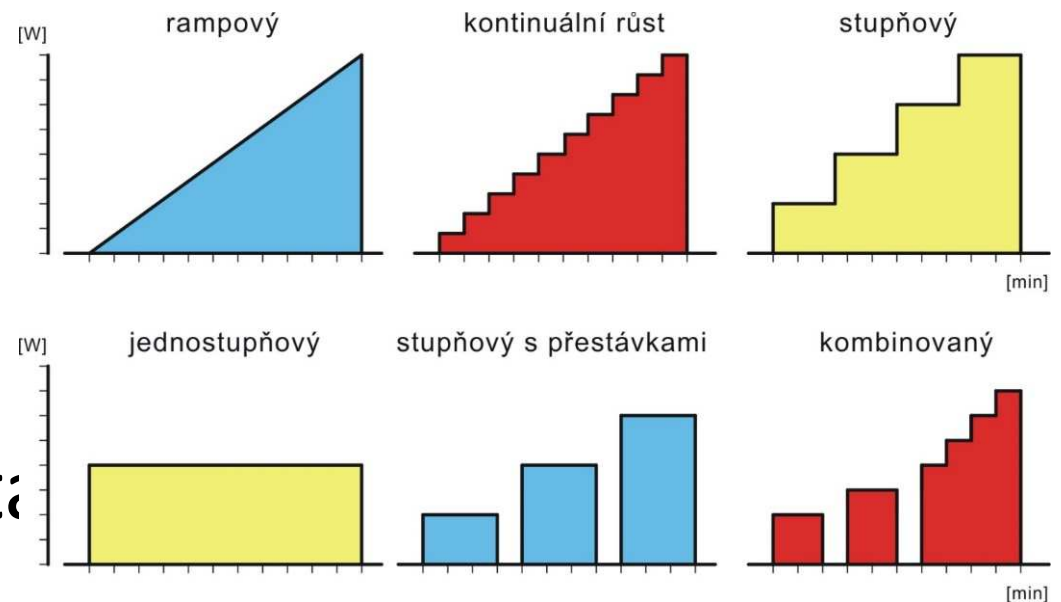 [W]
rampový
kontinuální růst
stupňový
[min]
[W]
jednostupňový
stupňový s přestávkami
kombinovaný
[min]